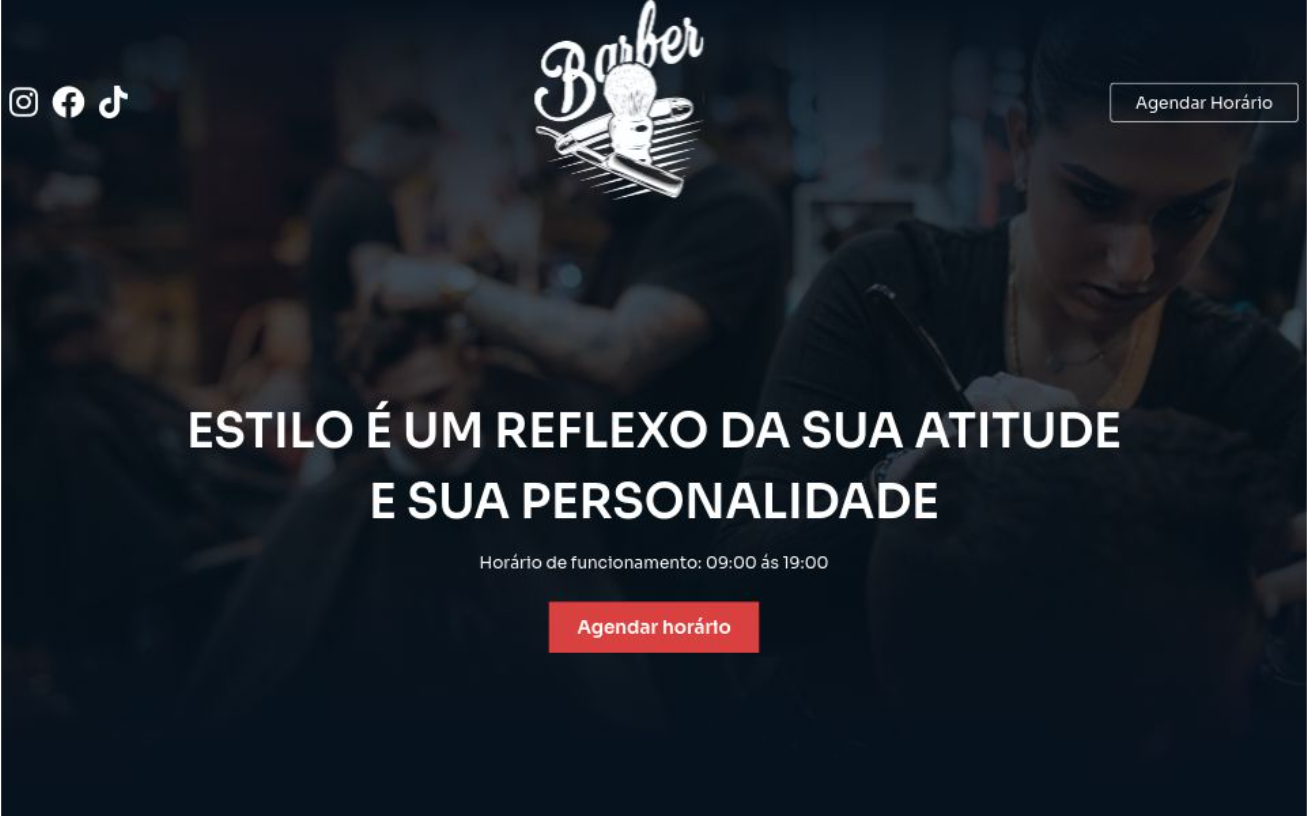 Barber
Agendar Horário
ESTILO É UM REFLEXO DA SUA ATITUDE
E SUA PERSONALIDADE
Horário de funcionamento: 09:00 ás 19:00
Agendar horário